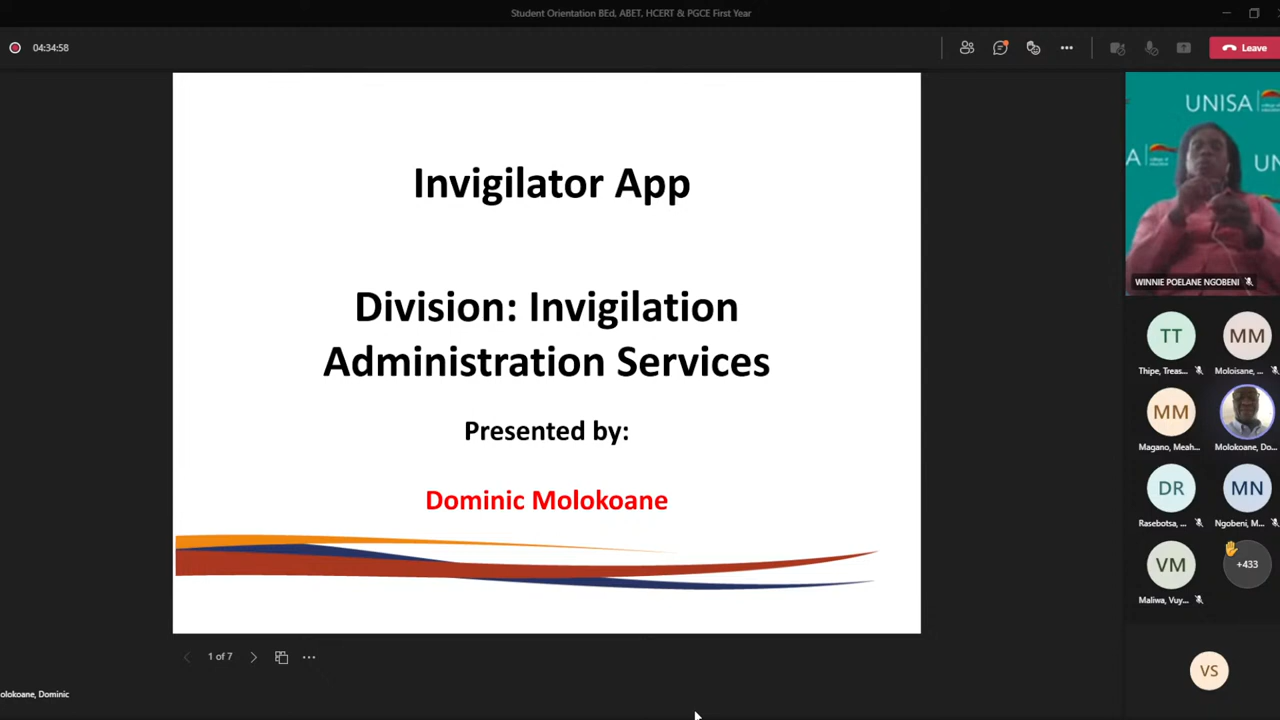 Student Orientation BEd, ABET, HCERT & PGCE First Year
04:34:58
Leave
Invigilator App
Division: Invigilation
Administration Services
Presented by:
Dominic Molokoane
1 of 7
olokoane, Dominic
UNISA
UN
WINNIE POELANE NGOBENI
TT
MM
Thipe, Treas...
Moloisane, ...
MM
Magano, Meah...
Molokoane, Do...
DR
MN
Rasebotsa, ...
Ngobeni, M...
VM
+433
Maliwa, Vuy...
VS